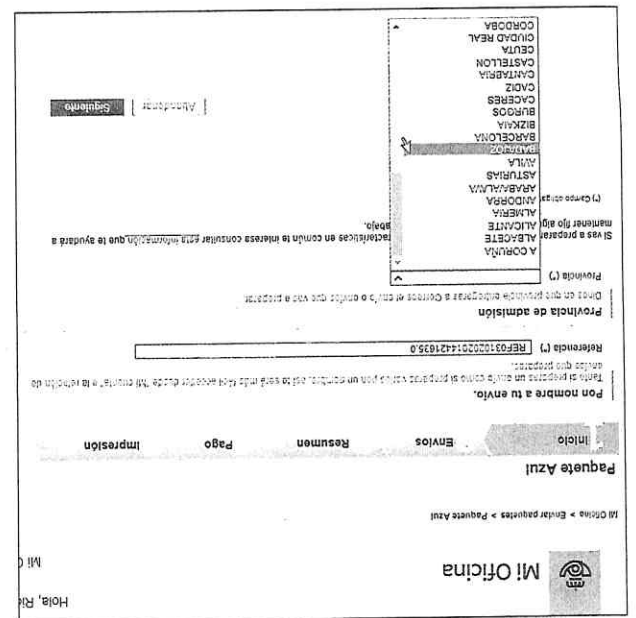 Hola, Ric
Mi Oficina
Mi O
Mi Oficina > Enviar paquetes > Paquete Azul
Paquete Azul
Inicio Envíos Resumen Pago Impresión
Pon nombre a tu envío.
Tanto si preparas un envío como si preparas varios pon un nombre, así te será más fácil acceder desde "Mi cuenta" a la relación de
envíos que preparas.
Referencia (*) REF0310202014421635.0
Provincia de admisión
Dinos en qué provincia entregarás a Correos el envío o envíos que vas a preparar.
Provincia (*)
A CORUÑA
ALBACETE
ALICANTE
ALMERIA
ANDORRA
ARABA/ALAVA
ASTURIAS
AVILA
BADAJOZ
BARCELONA
BIZKAIA
BURGOS
CACERES
CADIZ
CANTABRIA
CASTELLON
CEUTA
CIUDAD REAL
CORDOBA
Si vas a preparar
mantener fijo alg
aracterísticas en común te interesa consultar esta información que te ayudará a
abajo.
(*) Campo obligat
Abandonar Siguiente